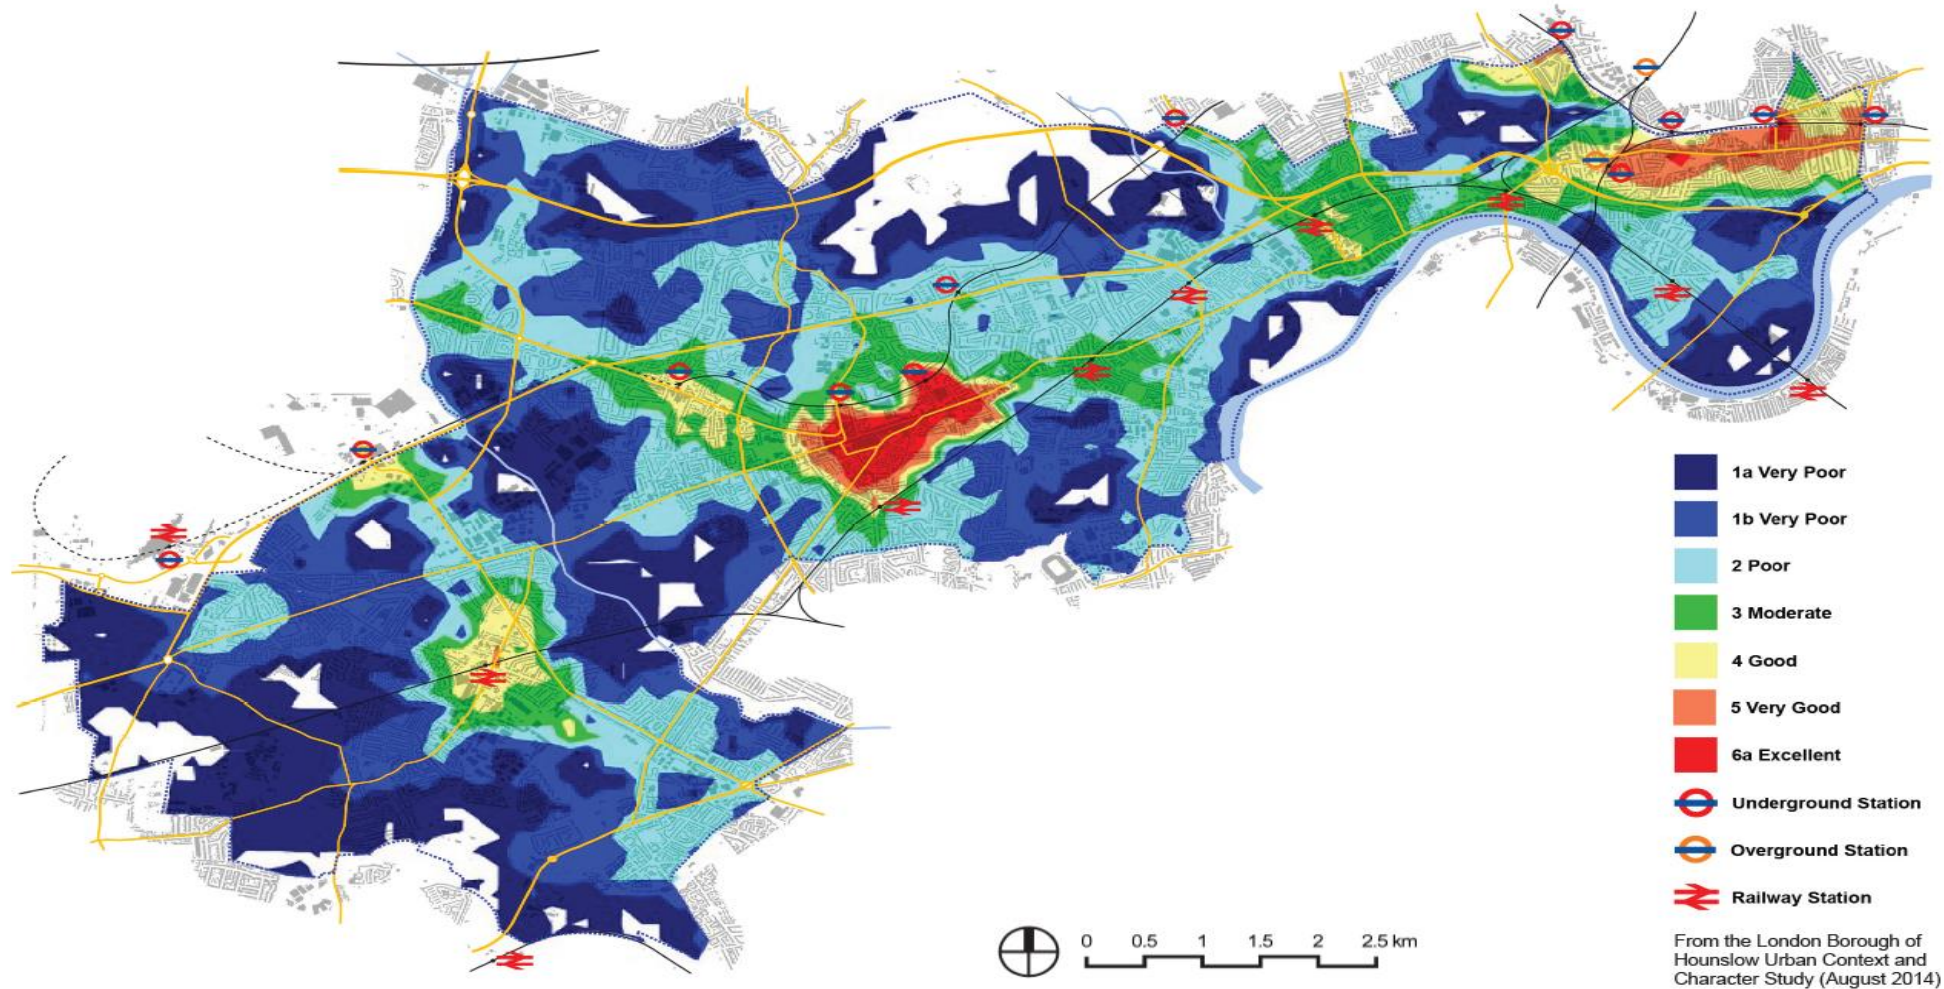 1a Very Poor
1b Very Poor
2 Poor
3 Moderate
4 Good
5 Very Good
6a Excellent
Underground Station
Overground Station
Railway Station
0 0.5 1 1.5 2 2.5 km
From the London Borough of
Hounslow Urban Context and
Character Study (August 2014)